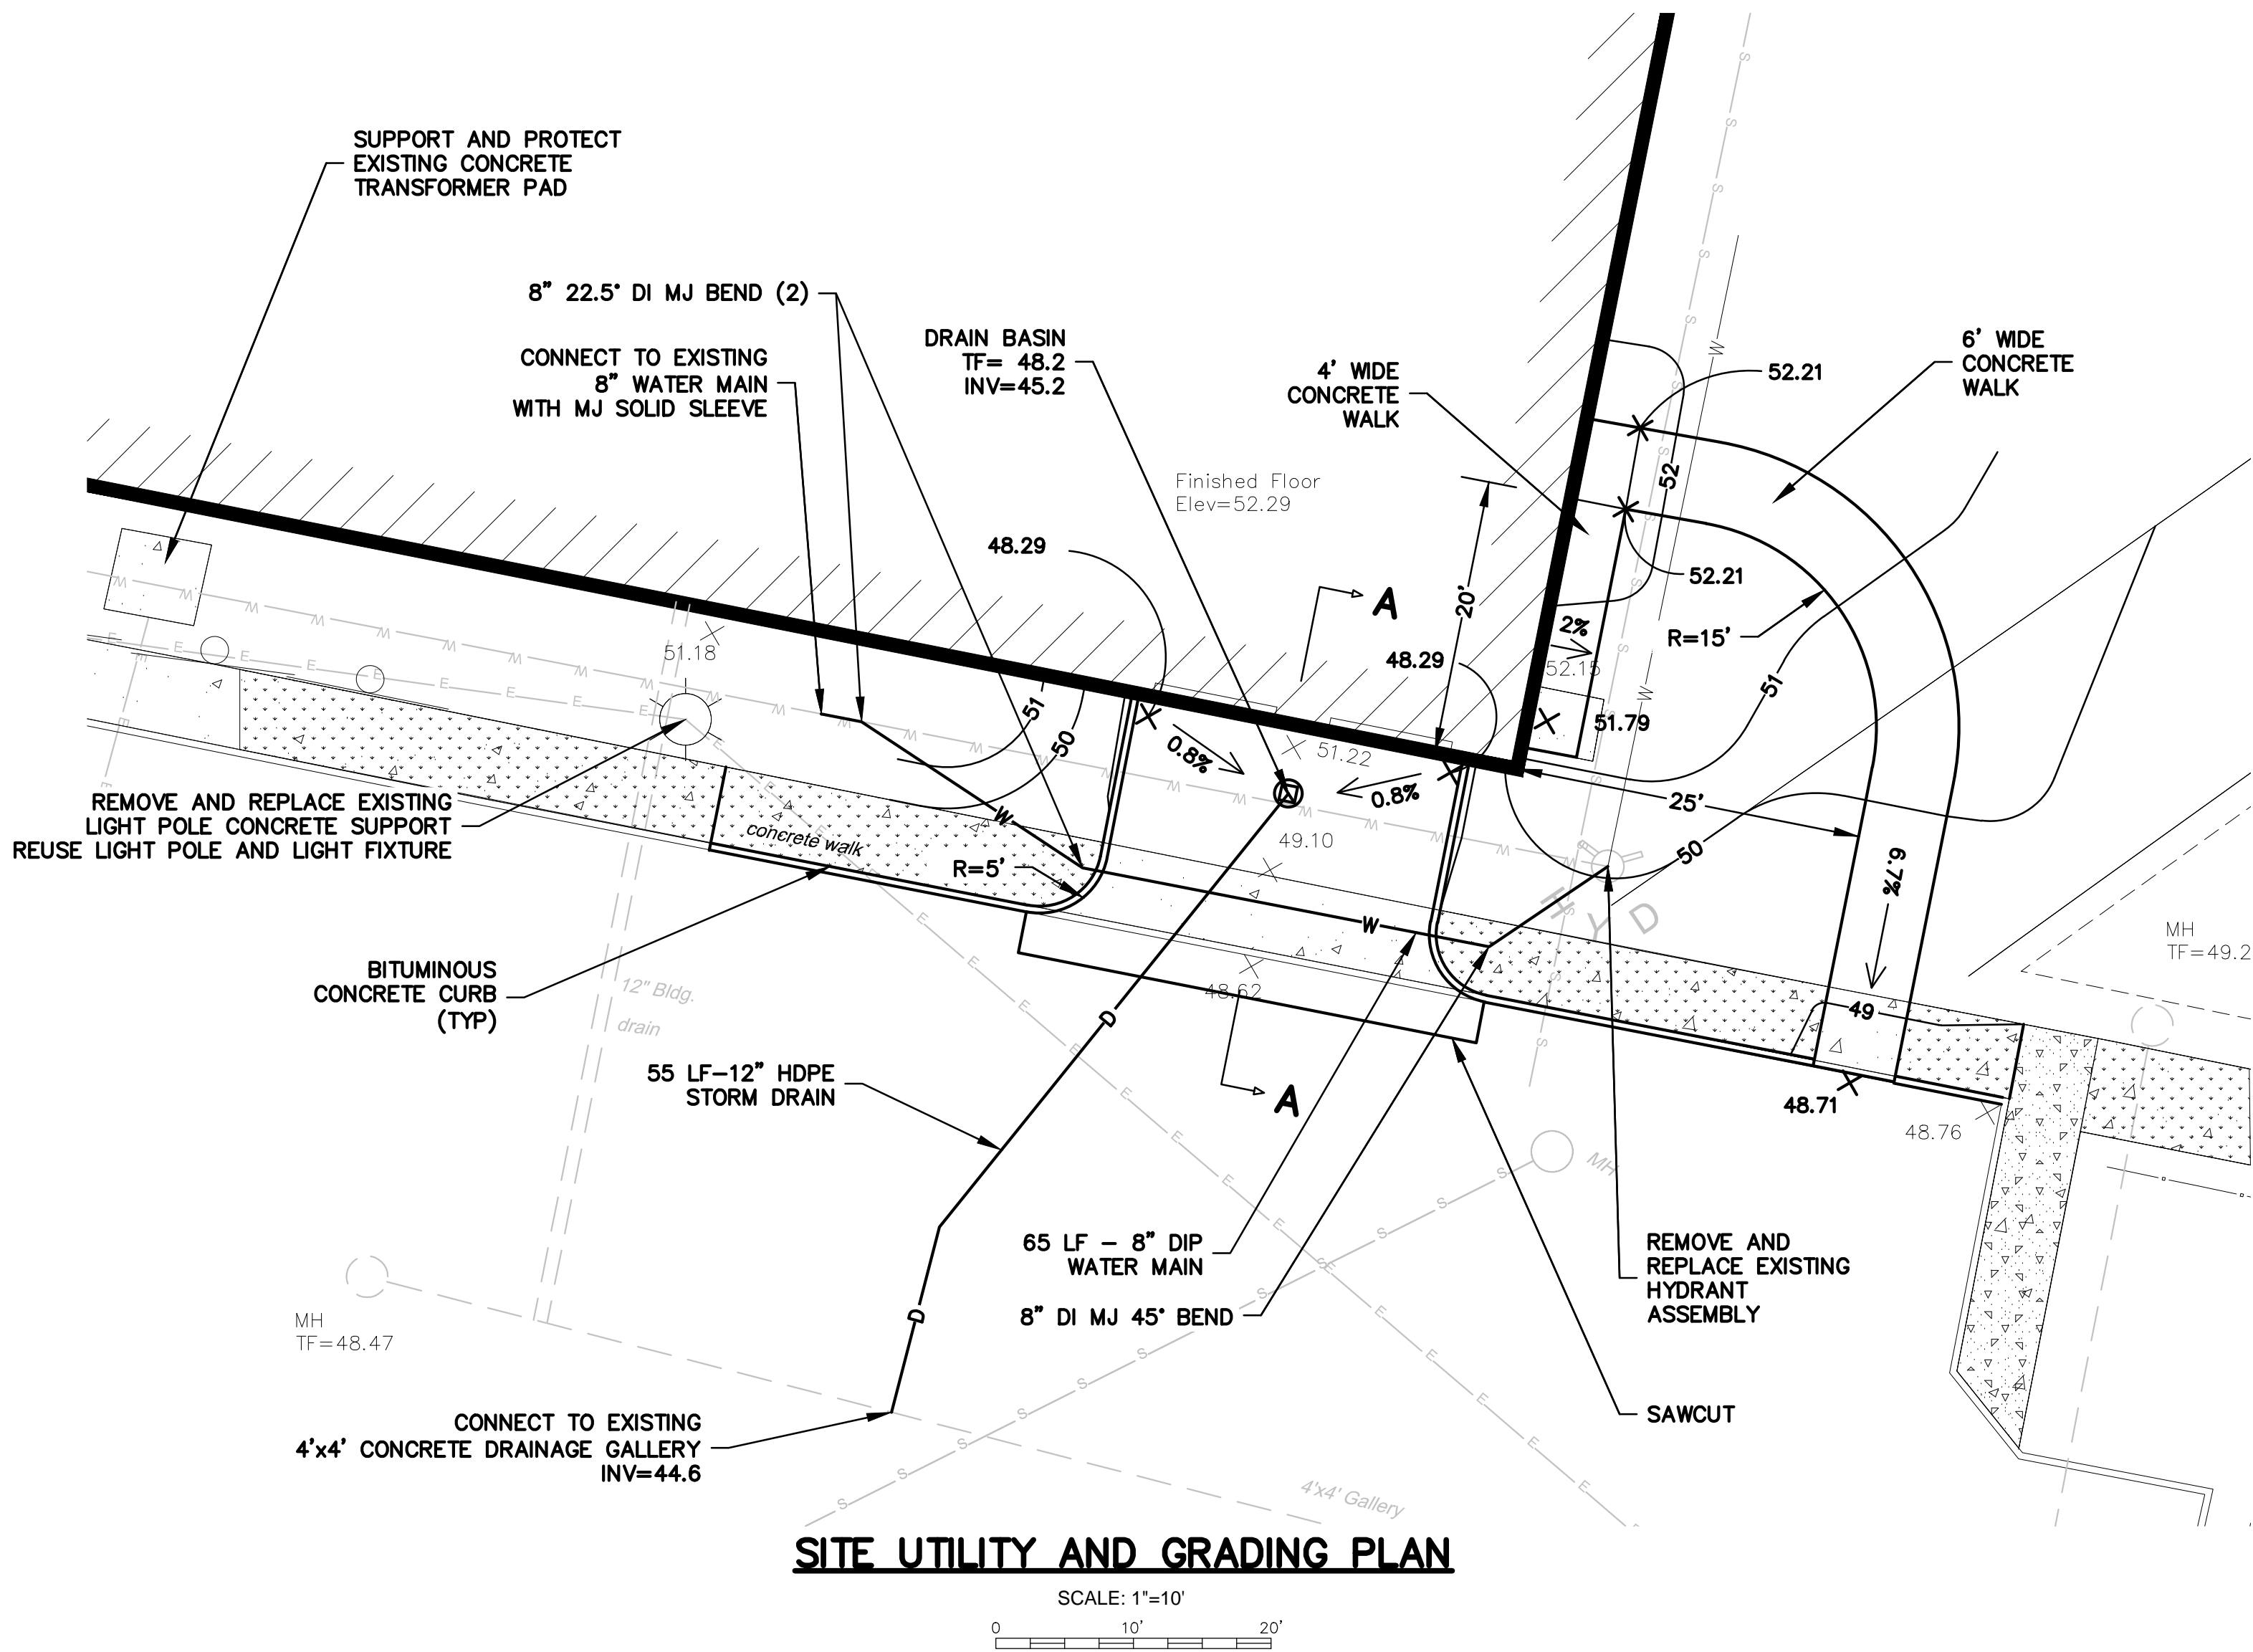 SUPPORT AND PROTECT
EXISTING CONCRETE
TRANSFORMER PAD
8" 22.5° DI MJ BEND (2)
CONNECT TO EXISTING
8" WATER MAIN
WITH MJ SOLID SLEEVE
DRAIN BASIN
TF= 48.2
INV=45.2
4' WIDE
CONCRETE
WALK
52.21
6' WIDE
CONCRETE
WALK
Finished Floor
Elev=52.29
52
48.29
A
20'
52.21
2%
R=15'
51.18
48.29
52.15
51
51
50
51.79
0.8%
51.22
0.8%
25'
REMOVE AND REPLACE EXISTING
LIGHT POLE CONCRETE SUPPORT
REUSE LIGHT POLE AND LIGHT FIXTURE
concrete walk
W
49.10
R=5'
50
6.7%
HYD
W
MH
TF=49.2
BITUMINOUS
CONCRETE CURB
(TYP)
12" Bldg.
drain
48.62
49
D
55 LF-12" HDPE
STORM DRAIN
A
48.71
48.76
MH
65 LF - 8" DIP
WATER MAIN
8" DI MJ 45° BEND
REMOVE AND
REPLACE EXISTING
HYDRANT
ASSEMBLY
D
MH
TF=48.47
CONNECT TO EXISTING
4'x4' CONCRETE DRAINAGE GALLERY
INV=44.6
SAWCUT
4'x4' Gallery
SITE UTILITY AND GRADING PLAN
SCALE: 1"=10'
0 10' 20'